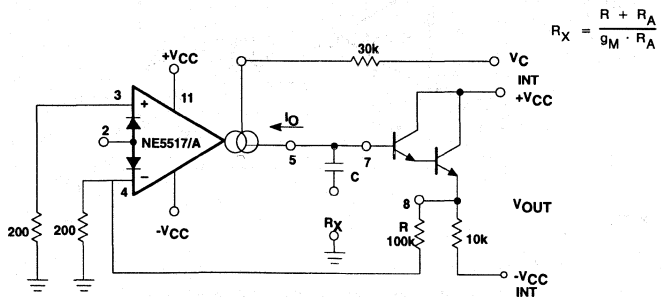 R_X = (R + R_A) / (g_M · R_A)
30k
V_C
+V_CC
INT
+V_CC
3
+
11
I_O
2
NE5517/A
5
7
C
4
−
8
V_OUT
-V_CC
R_X
R
100k
10k
200
200
-V_CC
INT